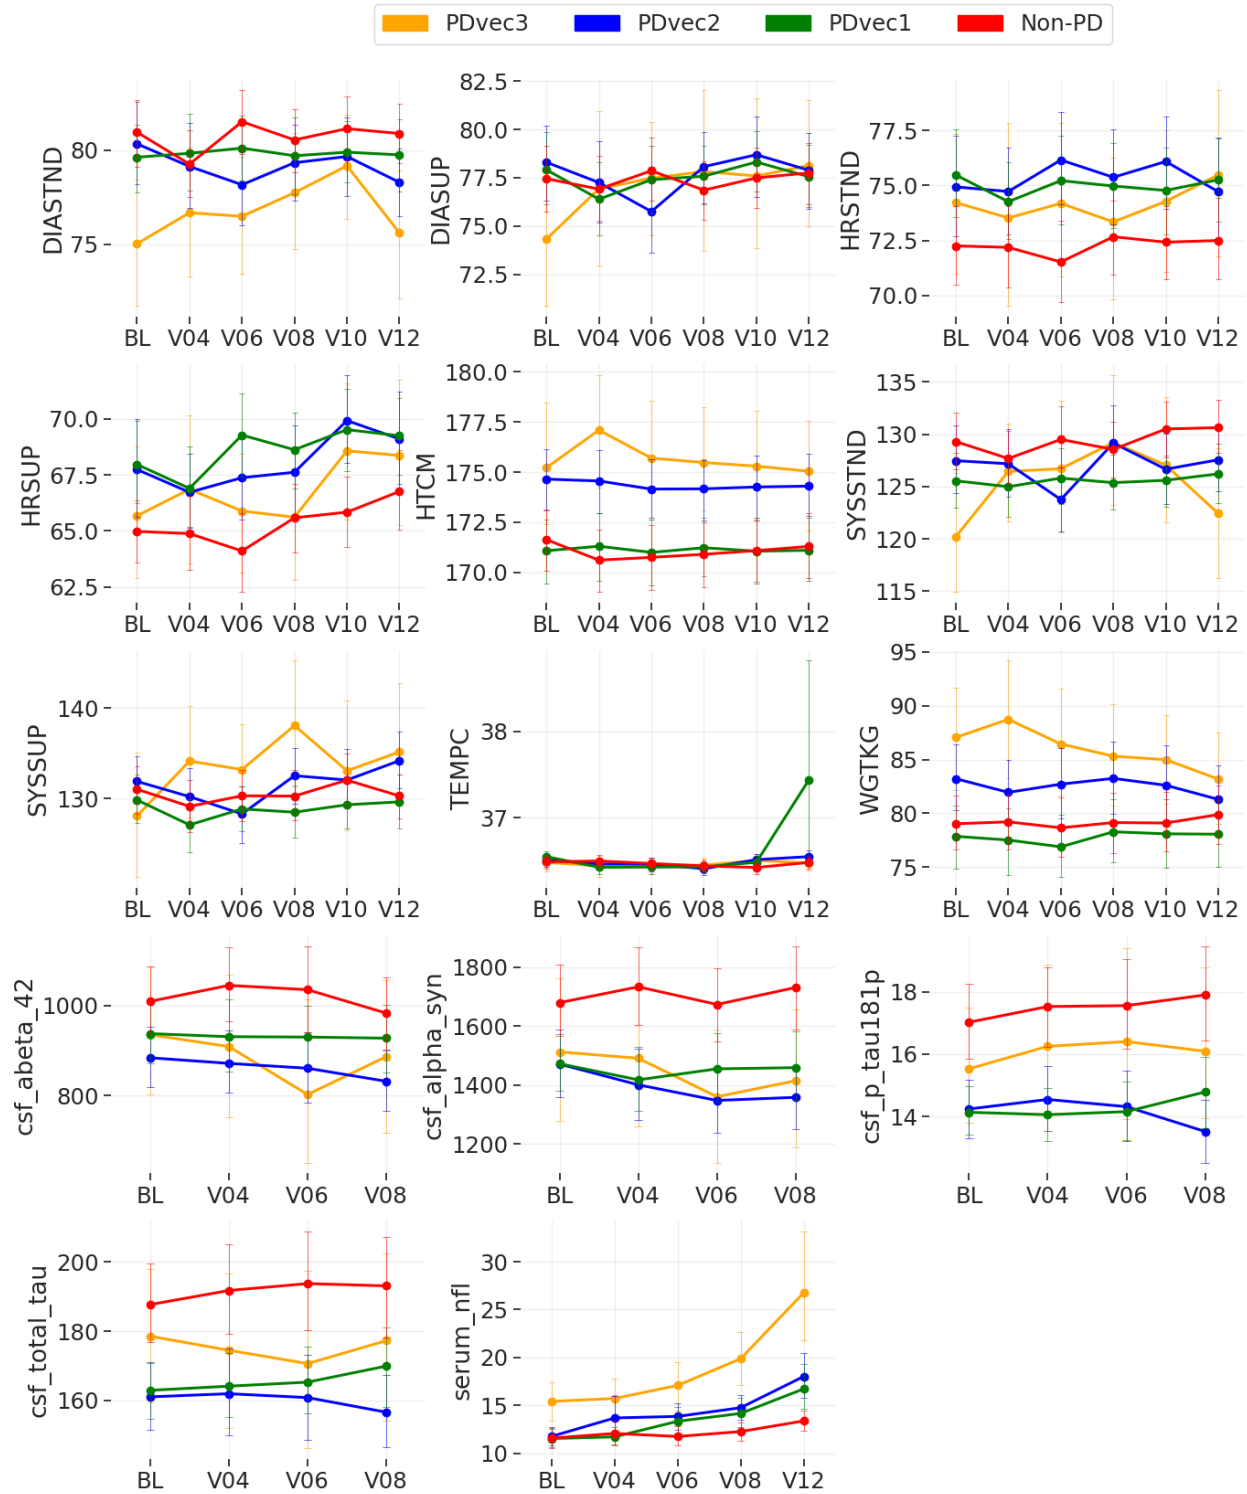 PDvec3 PDvec2 PDvec1 Non-PD
DIASTND
80
75
BL V04 V06 V08 V10 V12
DIASUP
82.5
80.0
77.5
75.0
72.5
BL V04 V06 V08 V10 V12
HRSTND
77.5
75.0
72.5
70.0
BL V04 V06 V08 V10 V12
HRSUP
70.0
67.5
65.0
62.5
BL V04 V06 V08 V10 V12
HTCM
180.0
177.5
175.0
172.5
170.0
BL V04 V06 V08 V10 V12
SYSSTND
135
130
125
120
115
BL V04 V06 V08 V10 V12
SYSSUP
140
130
BL V04 V06 V08 V10 V12
TEMPC
38
37
BL V04 V06 V08 V10 V12
WGTKG
95
90
85
80
75
BL V04 V06 V08 V10 V12
csf_abeta_42
1000
800
BL V04 V06 V08
csf_alpha_syn
1800
1600
1400
1200
BL V04 V06 V08
csf_p_tau181p
18
16
14
BL V04 V06 V08
csf_total_tau
200
180
160
BL V04 V06 V08
serum_nfl
30
25
20
15
10
BL V04 V06 V08 V12